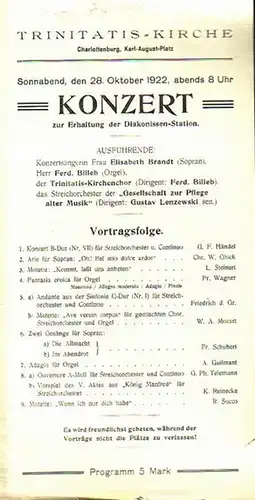 TRINITATIS-KIRCHE
Charlottenburg, Karl-August-Platz
Sonnabend, den 28. Oktober 1922, abends 8 Uhr
KONZERT
zur Erhaltung der Diakonissen-Station.
AUSFÜHRENDE:
Konzertsängerin Frau Elisabeth Brandt (Sopran),
Herr Ferd. Billeb (Orgel),
der Trinitatis-Kirchenchor (Dirigent: Ferd. Billeb).
das Streichorchester der „Gesellschaft zur Pflege
alter Musik" (Dirigent: Gustav Lenzewski sen.)
Vortragsfolge.
1. Konzert B-Dur (Nr. VII) für Streichorchester u. Continuo G. F. Händel
2. Arie für Sopran: „Oh! Del mio dolce ardor" Chr. W. Gluck
3. Motette: „Kommt, laßt uns anbeten" L. Steinert
4. Fantasia eroica für Orgel Fr. Wagner
Maestoso / Allegro moderato / Adagio / Finale
5. a) Andante aus der Sinfonie G-Dur (Nr. I) für Streichorchester und Continuo Friedrich d. Gr.
b) Motette: „Ave verum corpus" für gemischten Chor, Streichorchester und Orgel W. A. Mozart
6. Zwei Gesänge für Sopran:
a) Die Allmacht
b) Im Abendrot Fr. Schubert
7. Adagio für Orgel A. Guilmant
8. a) Ouverture A-Moll für Streichorchester und Continuo G. Ph. Telemann
b) Vorspiel des V. Aktes aus „König Manfred" für Streichorchester K. Reinecke
9. Motette: „Wenn ich nur dich habe" R. Succo
Es wird freundlichst gebeten, während der
Vorträge nicht die Plätze zu verlassen!
Programm 5 Mark